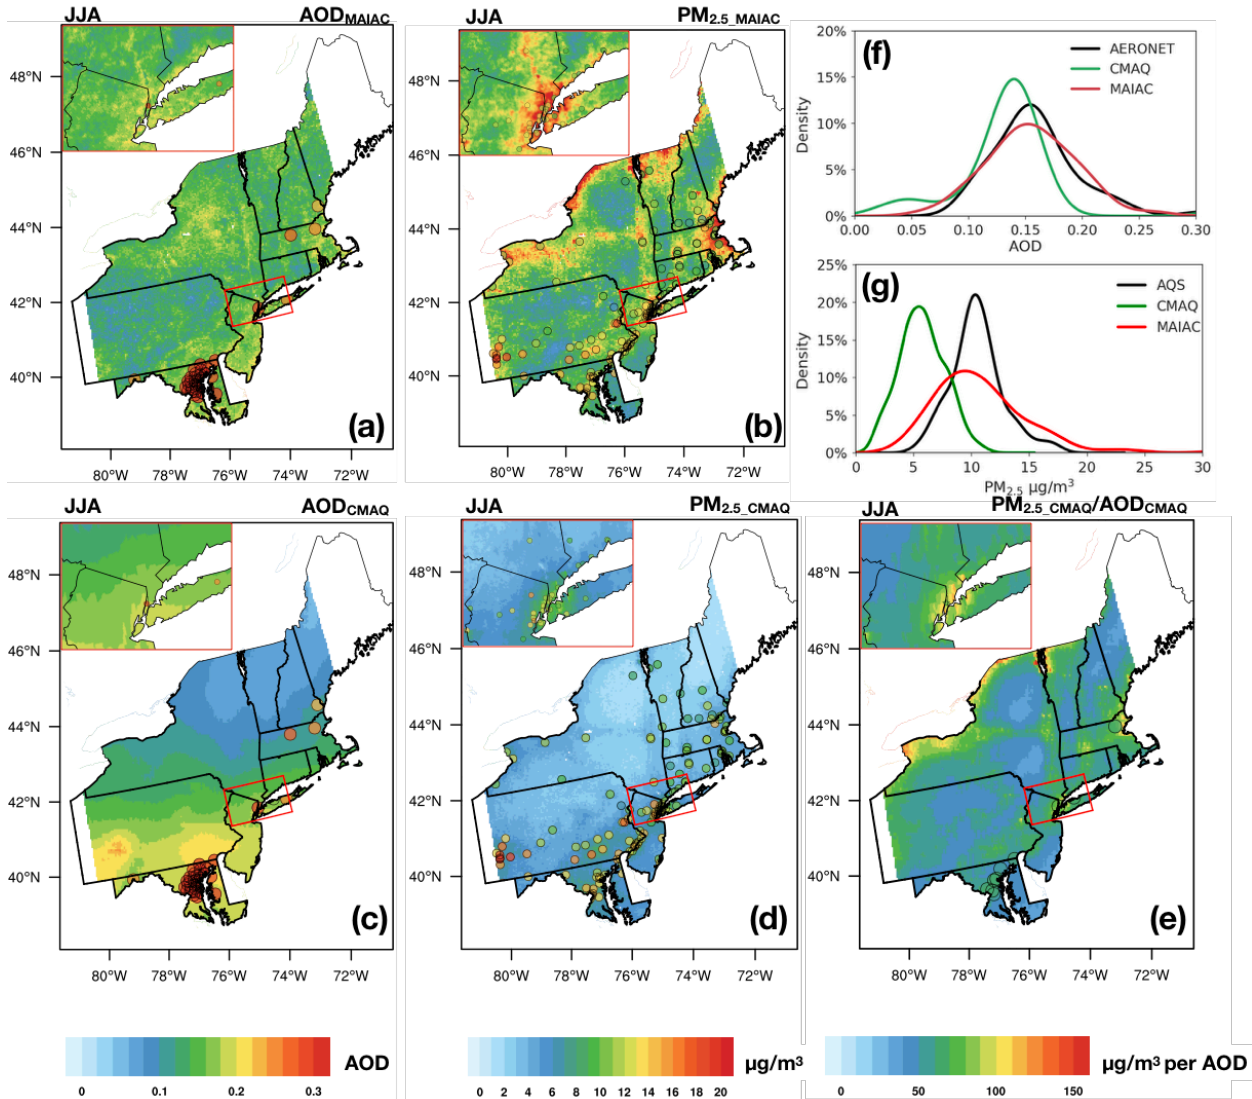 JJA AOD_MAIAC
48°N
46°N
44°N
42°N
40°N
80°W 78°W 76°W 74°W 72°W
(a)
JJA PM2.5_MAIAC
48°N
46°N
44°N
42°N
40°N
80°W 78°W 76°W 74°W 72°W
(b)
(f)
20%
15%
10%
5%
0%
Density
AERONET
CMAQ
MAIAC
0.00 0.05 0.10 0.15 0.20 0.25 0.30
AOD
(g)
25%
20%
15%
10%
5%
0%
Density
AQS
CMAQ
MAIAC
0 5 10 15 20 25 30
PM2.5 μg/m³
JJA AOD_CMAQ
48°N
46°N
44°N
42°N
40°N
80°W 78°W 76°W 74°W 72°W
(c)
JJA PM2.5_CMAQ
48°N
46°N
44°N
42°N
40°N
80°W 78°W 76°W 74°W 72°W
(d)
JJA PM2.5_CMAQ/AOD_CMAQ
48°N
46°N
44°N
42°N
40°N
80°W 78°W 76°W 74°W 72°W
(e)
0 0.1 0.2 0.3
AOD
0 2 4 6 8 10 12 14 16 18 20
μg/m³
0 50 100 150
μg/m³ per AOD